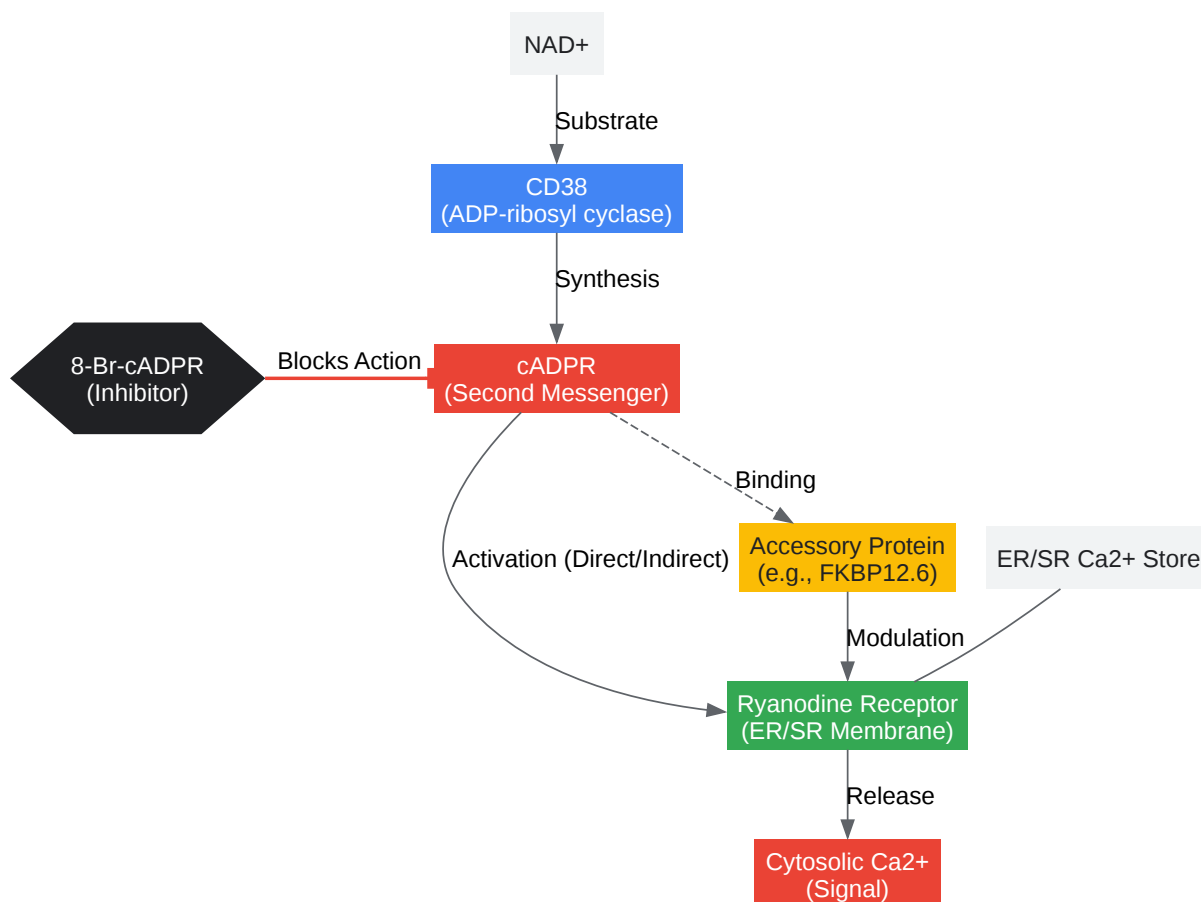 NAD+
Substrate
CD38
(ADP-ribosyl cyclase)
Synthesis
8-Br-cADPR
(Inhibitor)
Blocks Action
cADPR
(Second Messenger)
Binding
Activation (Direct/Indirect)
Accessory Protein
(e.g., FKBP12.6)
ER/SR Ca2+ Store
Modulation
Ryanodine Receptor
(ER/SR Membrane)
Release
Cytosolic Ca2+
(Signal)